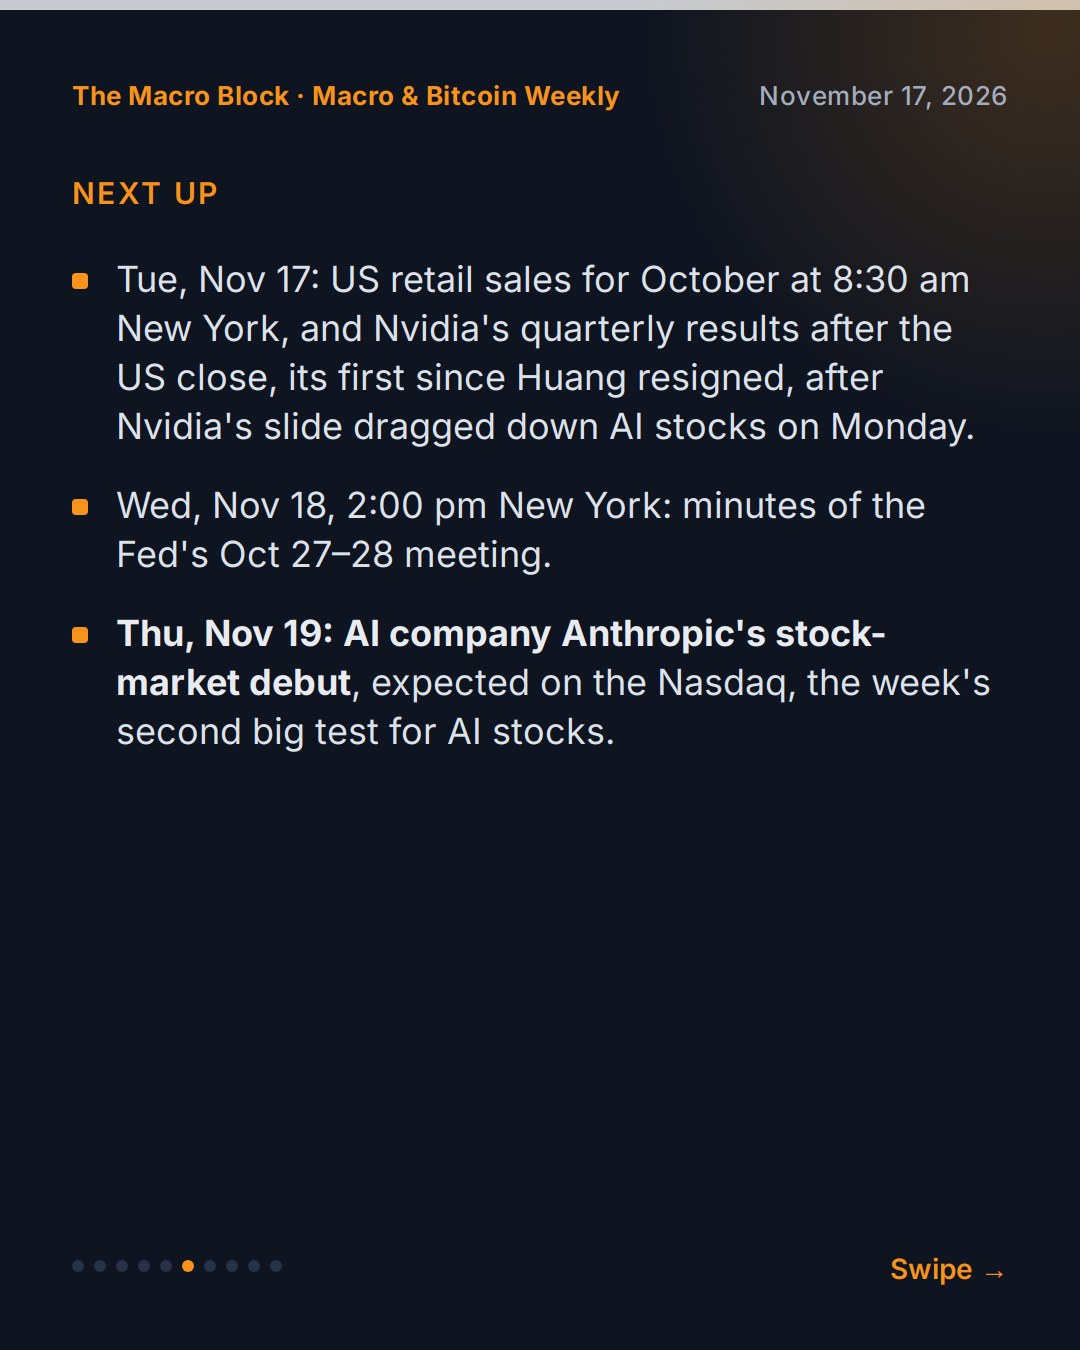 The Macro Block · Macro & Bitcoin Weekly
November 17, 2026
NEXT UP
Tue, Nov 17: US retail sales for October at 8:30 am
New York, and Nvidia's quarterly results after the
US close, its first since Huang resigned, after
Nvidia's slide dragged down AI stocks on Monday.
Wed, Nov 18, 2:00 pm New York: minutes of the
Fed's Oct 27–28 meeting.
Thu, Nov 19: AI company Anthropic's stock-
market debut, expected on the Nasdaq, the week's
second big test for AI stocks.
Swipe →